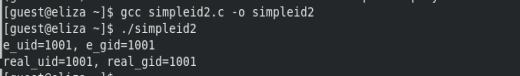 [guest@eliza ~]$ gcc simpleid2.c -o simpleid2
[guest@eliza ~]$ ./simpleid2
e_uid=1001, e_gid=1001
real_uid=1001, real_gid=1001